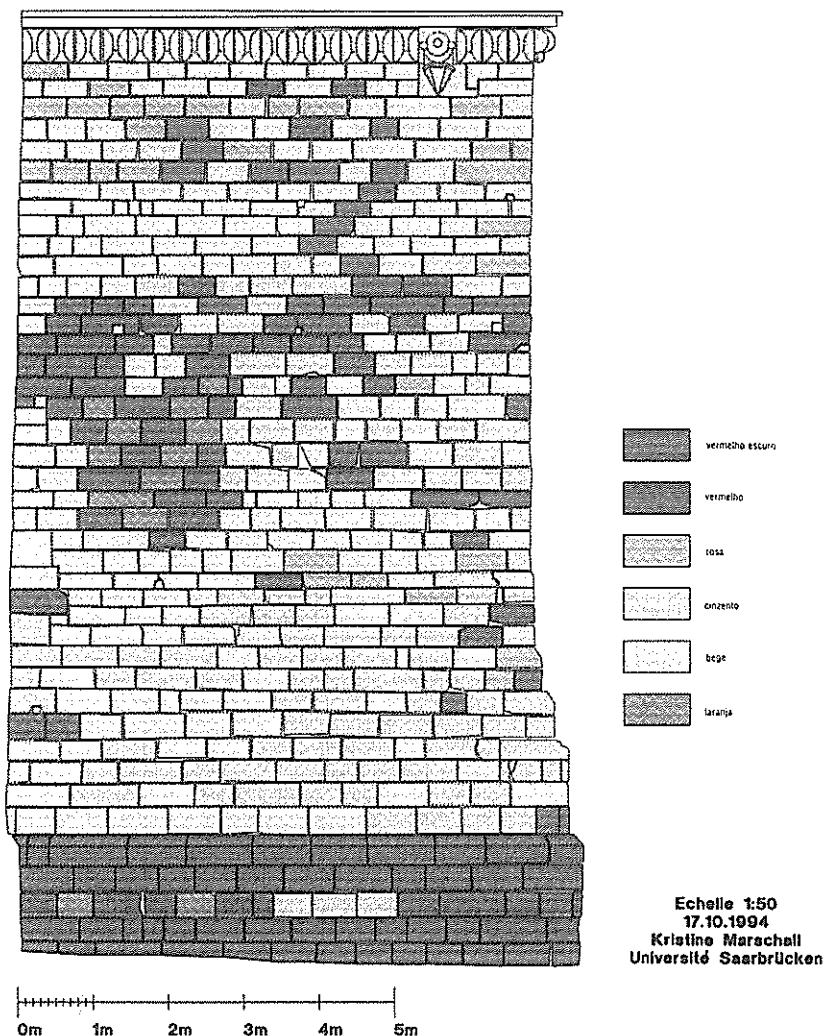 vermelho escuro
vermelho
rosa
cinzento
bege
laranja
Echelle 1:50
17.10.1994
Kristine Marschall
Université Saarbrücken
0m 1m 2m 3m 4m 5m